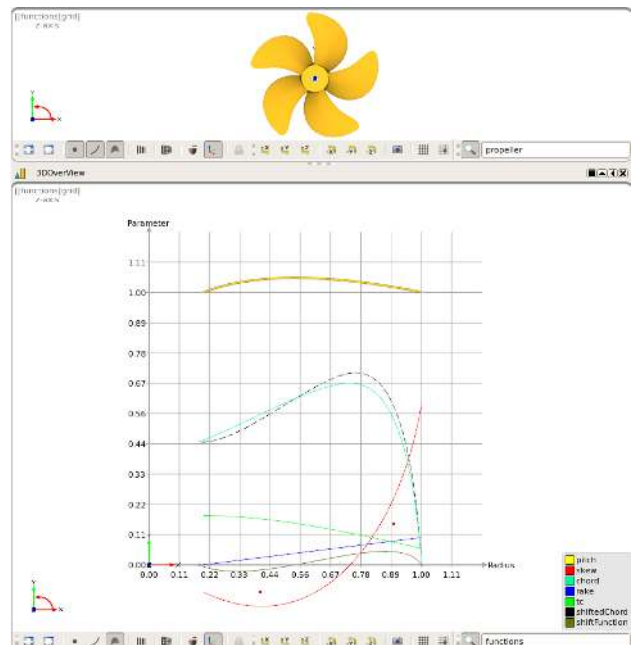 [|functions|grid]
z-axis
Y
X
propeller
3DOverView
[|functions|grid]
z-axis
Parameter
1.11
1.00
0.89
0.78
0.67
0.56
0.44
0.33
0.22
0.11
0.00
Radius
0.00 0.11 0.22 0.33 0.44 0.56 0.67 0.78 0.89 1.00 1.11
pitch
skew
chord
rake
tc
shiftedChord
shiftFunction
Y
X
functions